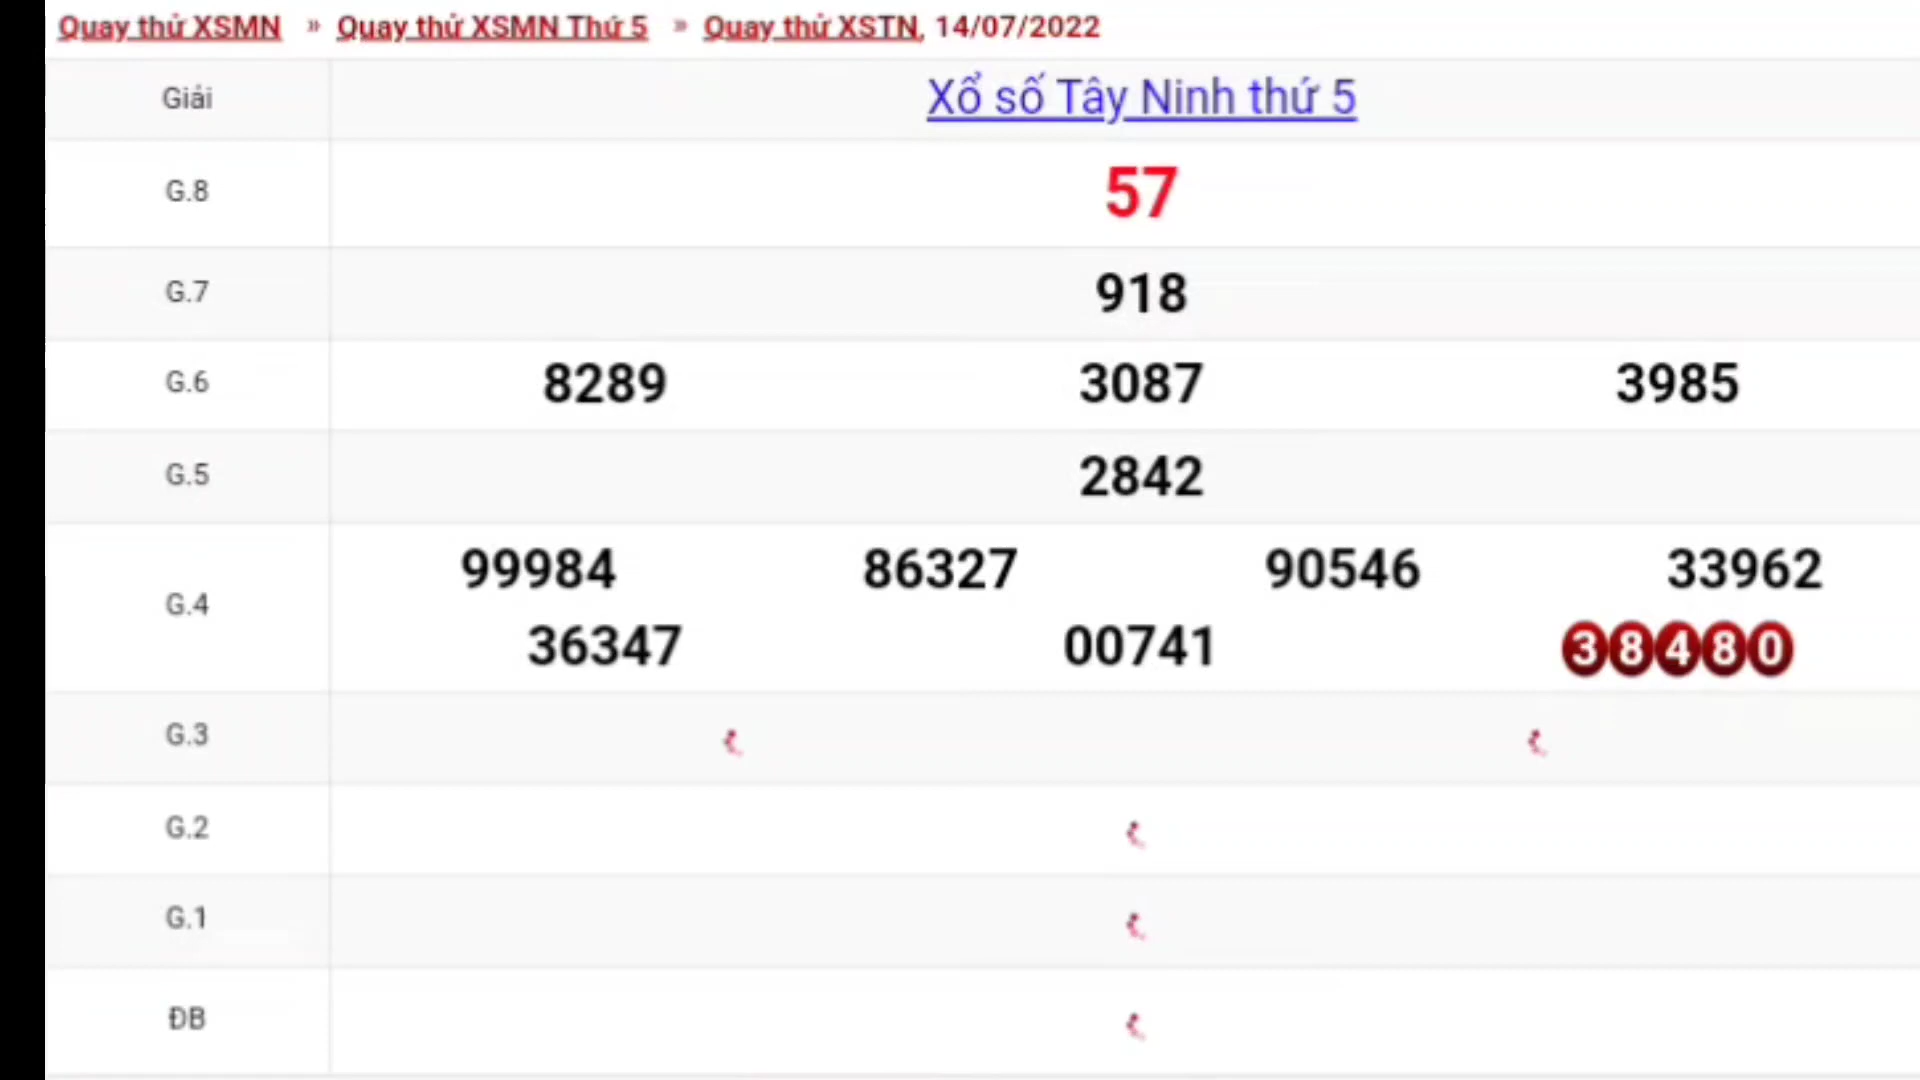 Quay thử XSMN » Quay thử XSMN Thứ 5 » Quay thử XSTN, 14/07/2022
Giải Xổ số Tây Ninh thứ 5
G.8 57
G.7 918
G.6 8289 3087 3985
G.5 2842
G.4 99984 86327 90546 33962
36347 00741 38480
G.3
G.2
G.1
ĐB